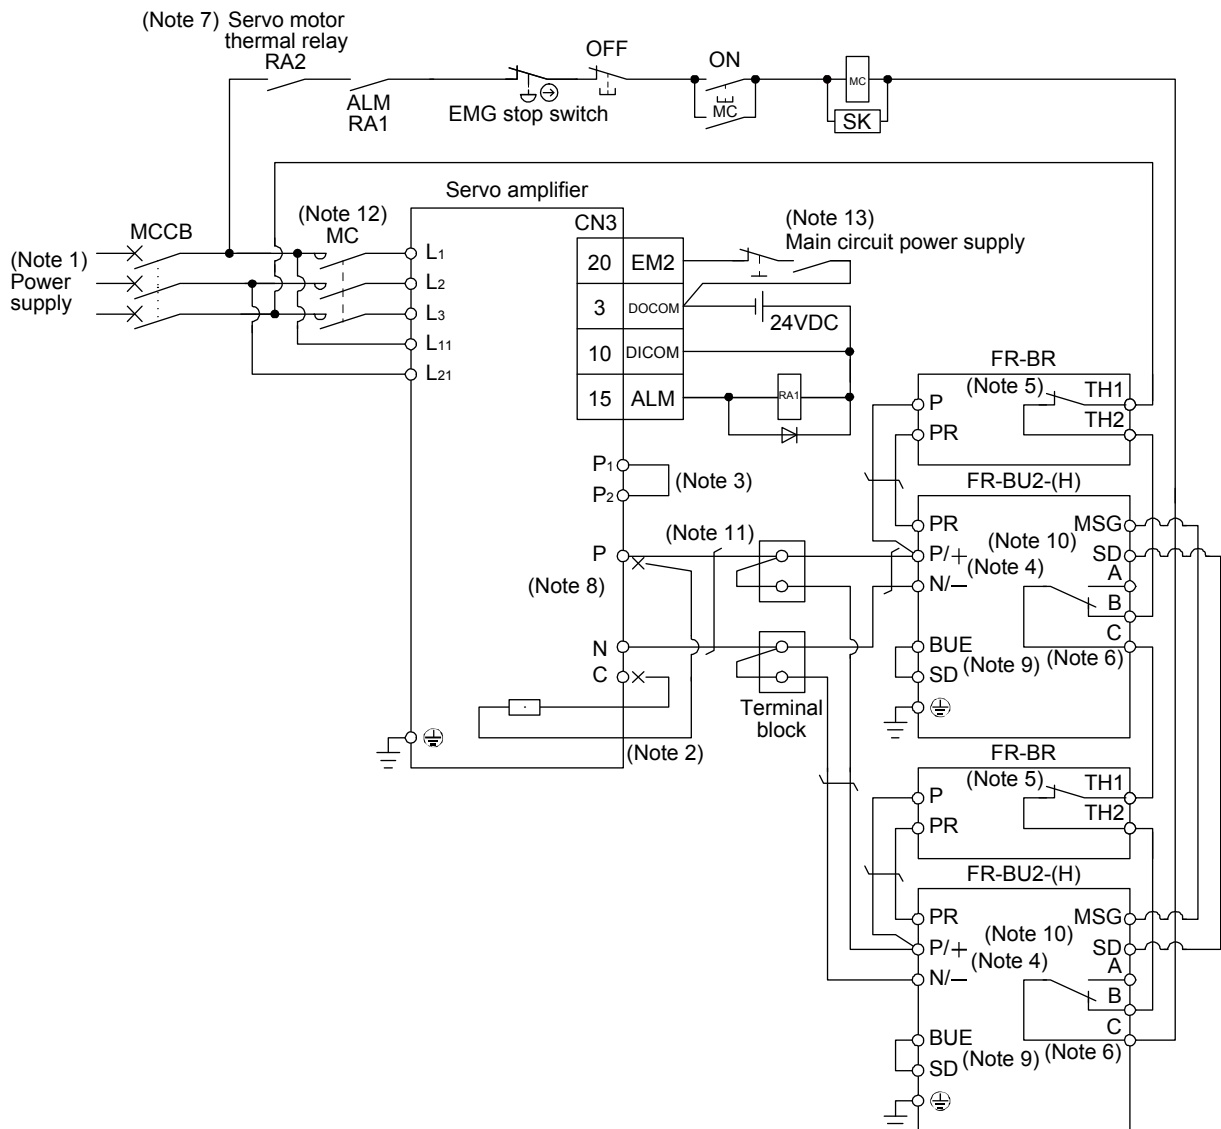 (Note 7) Servo motor
thermal relay
RA2
OFF
ON
MC
ALM
RA1
EMG stop switch
MC
SK
Servo amplifier
(Note 12)
MC
MCCB
(Note 1)
Power
supply
L1
L2
L3
L11
L21
CN3
20 EM2
3 DOCOM
10 DICOM
15 ALM
(Note 13)
Main circuit power supply
24VDC
RA1
P1
P2
(Note 3)
P
(Note 11)
(Note 8)
N
C
(Note 2)
Terminal
block
FR-BR
(Note 5)
P
PR
TH1
TH2
FR-BU2-(H)
PR
P/+
N/−
BUE
SD
(Note 10)
(Note 4)
(Note 9)
(Note 6)
MSG
SD
A
B
C
FR-BR
(Note 5)
P
PR
TH1
TH2
FR-BU2-(H)
PR
P/+
N/−
BUE
SD
(Note 10)
(Note 4)
(Note 9)
(Note 6)
MSG
SD
A
B
C